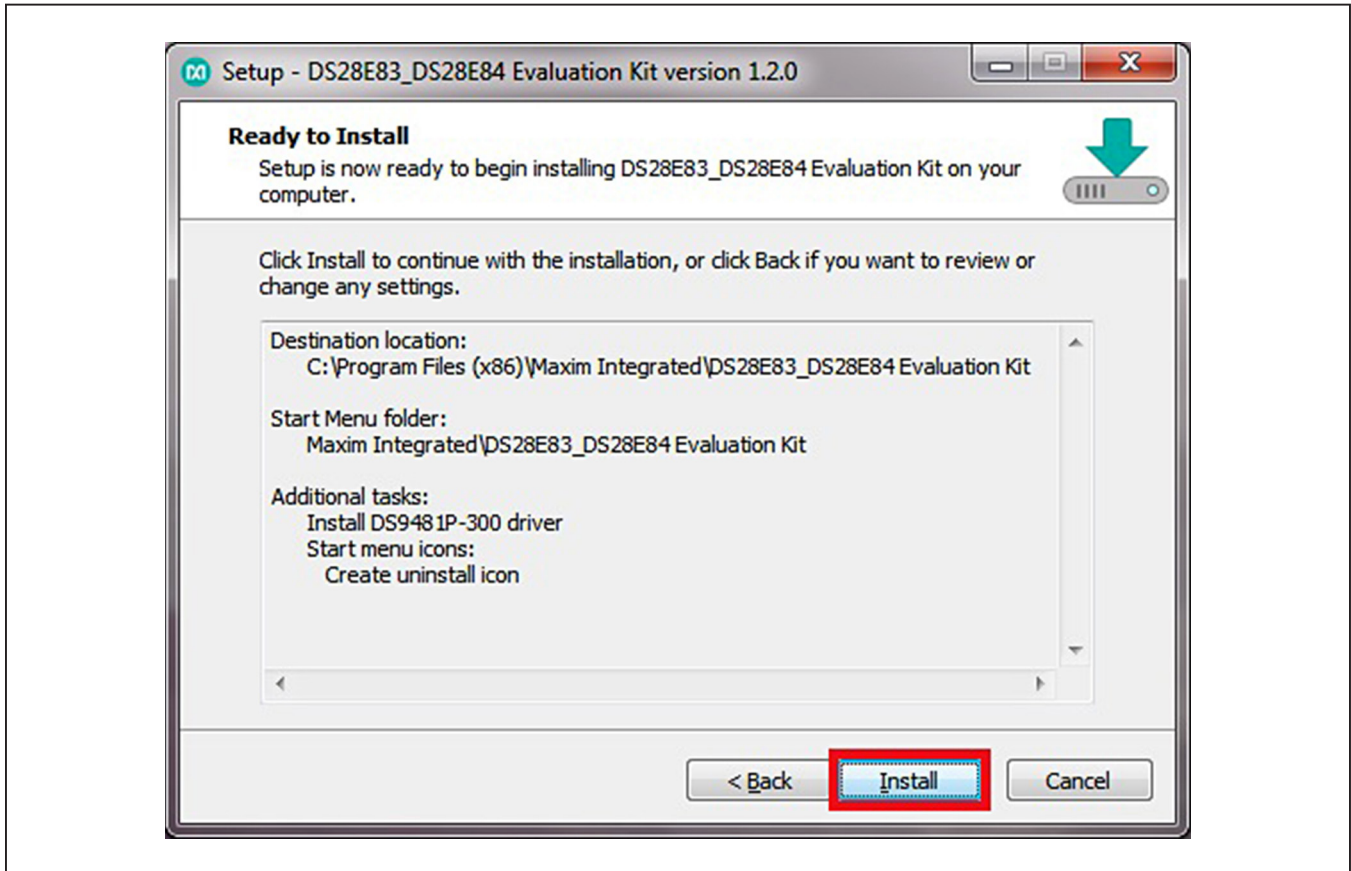 Setup - DS28E83_DS28E84 Evaluation Kit version 1.2.0
Ready to Install
Setup is now ready to begin installing DS28E83_DS28E84 Evaluation Kit on your
computer.
Click Install to continue with the installation, or click Back if you want to review or
change any settings.
Destination location:
C:\Program Files (x86)\Maxim Integrated\DS28E83_DS28E84 Evaluation Kit
Start Menu folder:
Maxim Integrated\DS28E83_DS28E84 Evaluation Kit
Additional tasks:
Install DS9481P-300 driver
Start menu icons:
Create uninstall icon
< Back Install Cancel